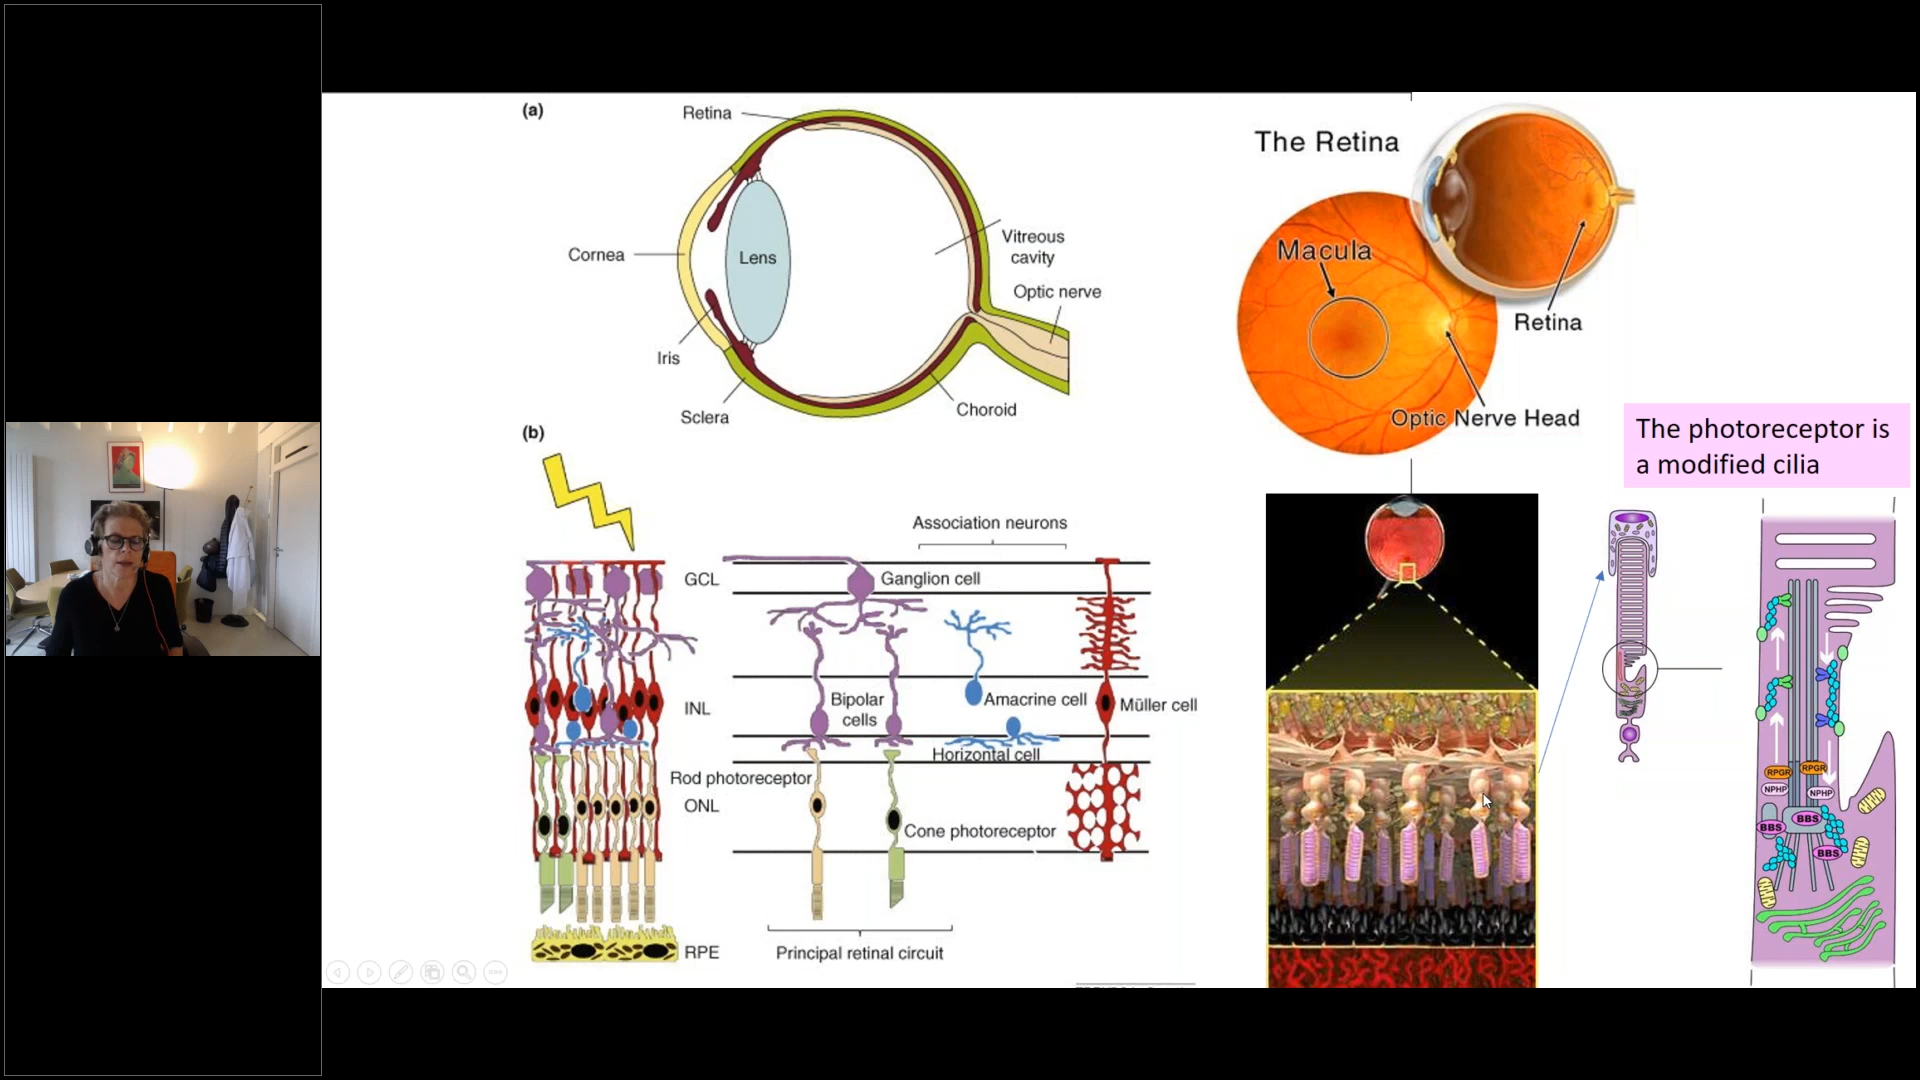 (a)
Retina
Cornea
Lens
Vitreous
cavity
Optic nerve
Iris
Sclera
Choroid
The Retina
Macula
Retina
Optic Nerve Head
The photoreceptor is
a modified cilia
(b)
Association neurons
GCL
Ganglion cell
INL
Bipolar
cells
Amacrine cell
Müller cell
Horizontal cell
Rod photoreceptor
ONL
Cone photoreceptor
RPE
Principal retinal circuit
RPGR
RPGR
NPHP
NPHP
BBS
BBS
BBS